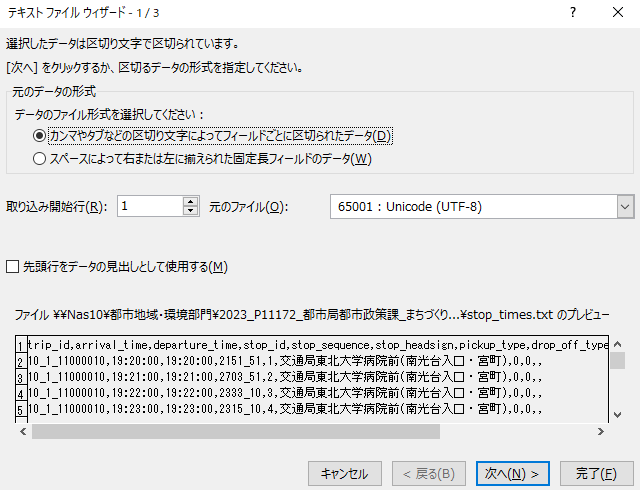 テキスト ファイル ウィザード - 1 / 3
?
選択したデータは区切り文字で区切られています。
[次へ] をクリックするか、区切るデータの形式を指定してください。
元のデータの形式
データのファイル形式を選択してください：
カンマやタブなどの区切り文字によってフィールドごとに区切られたデータ(D)
スペースによって右または左に揃えられた固定長フィールドのデータ(W)
取り込み開始行(R): 1 元のファイル(O): 65001 : Unicode (UTF-8)
先頭行をデータの見出しとして使用する(M)
ファイル ¥¥Nas10¥都市地域・環境部門¥2023_P11172_都市局都市政策課_まちづくり...¥stop_times.txt のプレビュー
1 trip_id,arrival_time,departure_time,stop_id,stop_sequence,stop_headsign,pickup_type,drop_off_type
2 10_1_11000010,19:20:00,19:20:00,2151_51,1,交通局東北大学病院前(南光台入口・宮町),0,0,,
3 10_1_11000010,19:21:00,19:21:00,2703_51,2,交通局東北大学病院前(南光台入口・宮町),0,0,,
4 10_1_11000010,19:22:00,19:22:00,2333_10,3,交通局東北大学病院前(南光台入口・宮町),0,0,,
5 10_1_11000010,19:23:00,19:23:00,2315_10,4,交通局東北大学病院前(南光台入口・宮町),0,0,,
キャンセル < 戻る(B) 次へ(N) > 完了(F)